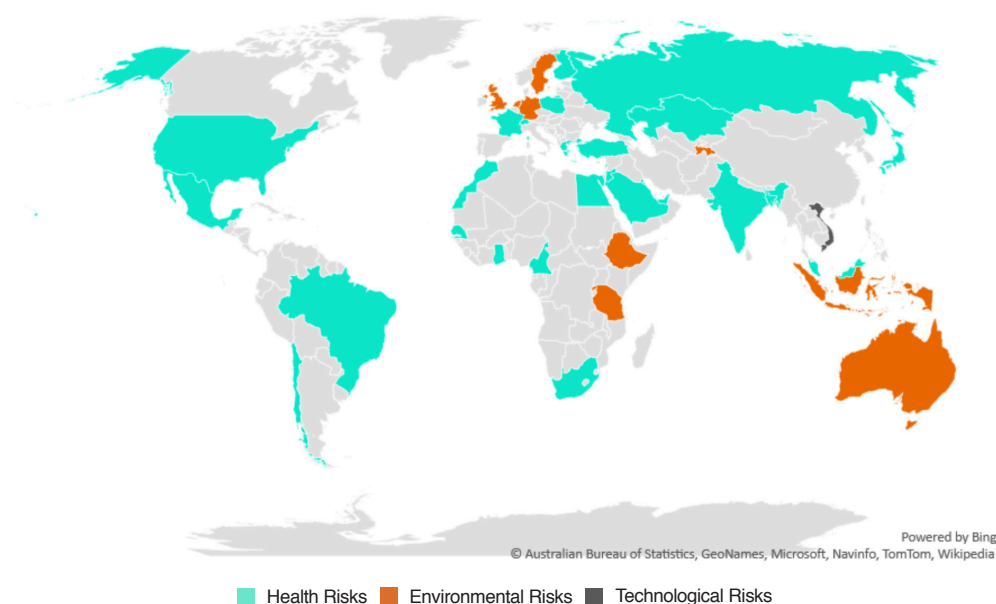 Powered by Bing
© Australian Bureau of Statistics, GeoNames, Microsoft, Navinfo, TomTom, Wikipedia
Health Risks Environmental Risks Technological Risks